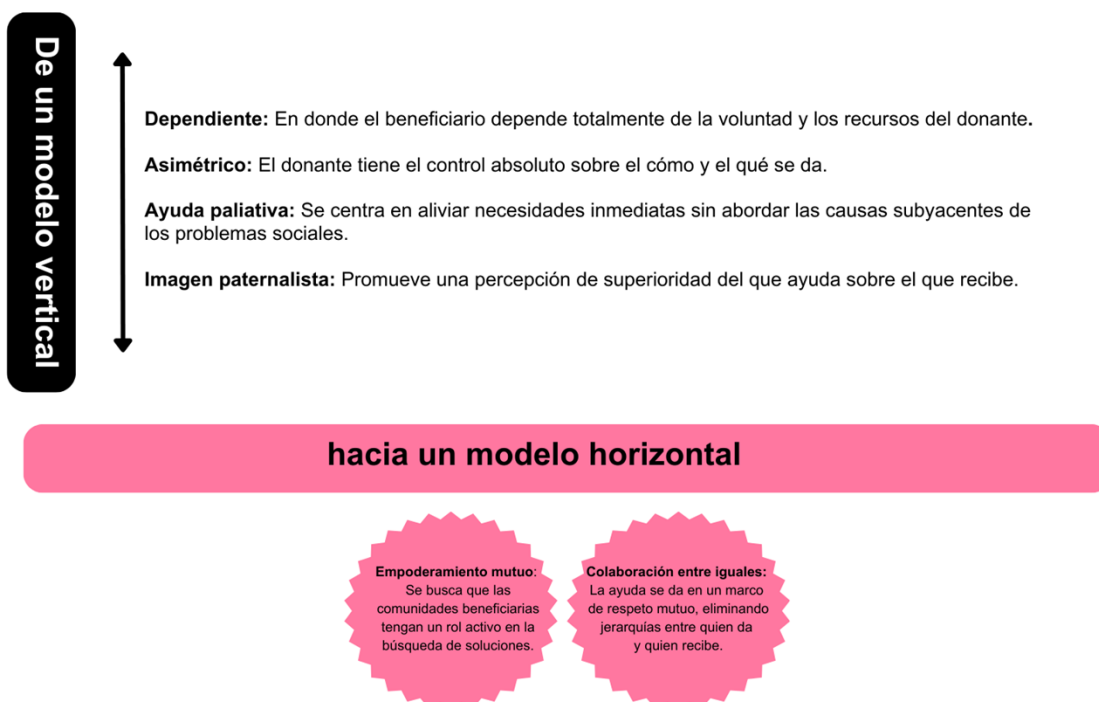 De un modelo vertical
Dependiente: En donde el beneficiario depende totalmente de la voluntad y los recursos del donante.
Asimétrico: El donante tiene el control absoluto sobre el cómo y el qué se da.
Ayuda paliativa: Se centra en aliviar necesidades inmediatas sin abordar las causas subyacentes de
los problemas sociales.
Imagen paternalista: Promueve una percepción de superioridad del que ayuda sobre el que recibe.
hacia un modelo horizontal
Empoderamiento mutuo:
Se busca que las
comunidades beneficiarias
tengan un rol activo en la
búsqueda de soluciones.
Colaboración entre iguales:
La ayuda se da en un marco
de respeto mutuo, eliminando
jerarquías entre quien da
y quien recibe.